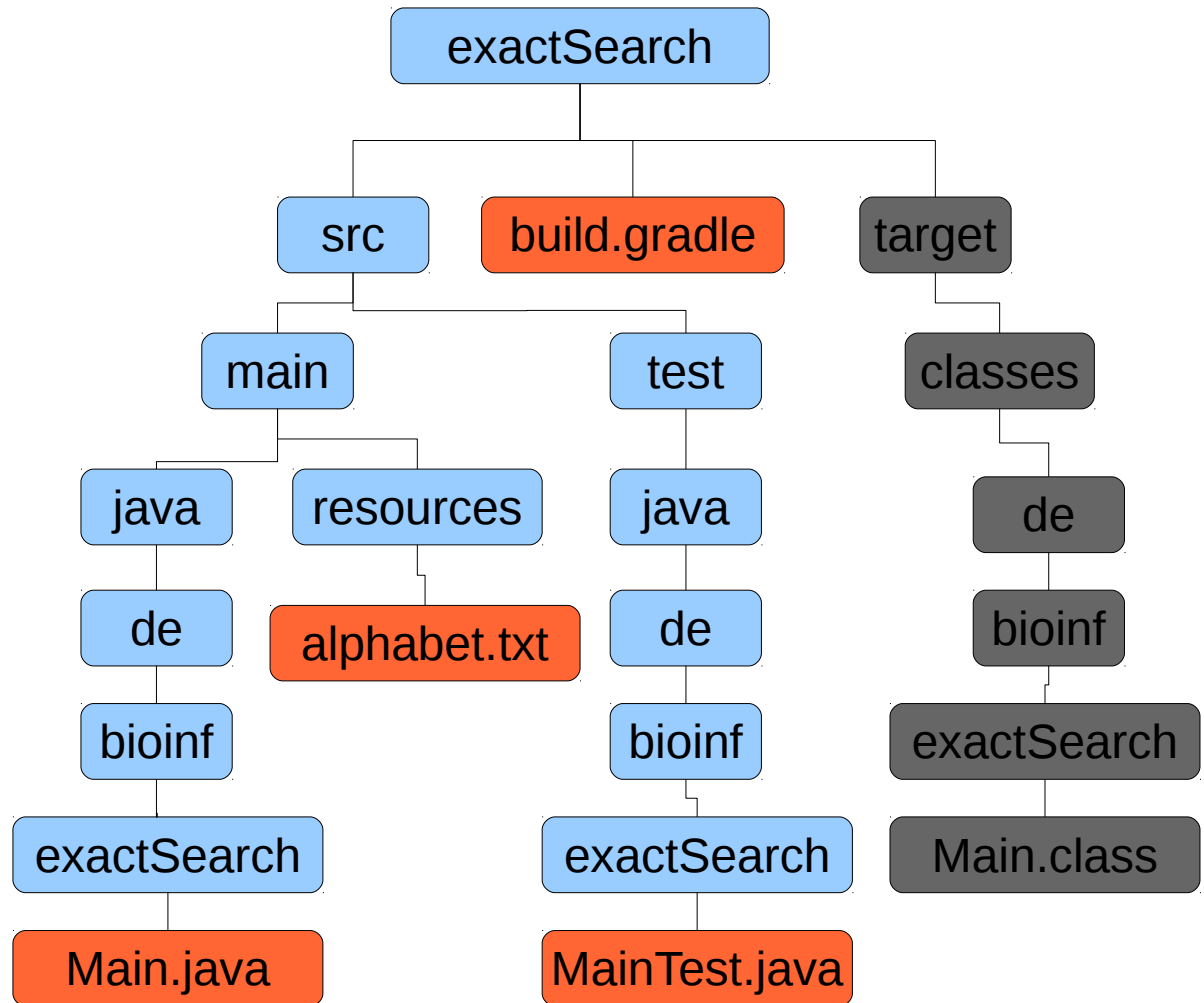 exactSearch
src
build.gradle
target
main
test
classes
java
resources
java
de
de
alphabet.txt
de
bioinf
bioinf
bioinf
exactSearch
exactSearch
exactSearch
Main.class
Main.java
MainTest.java